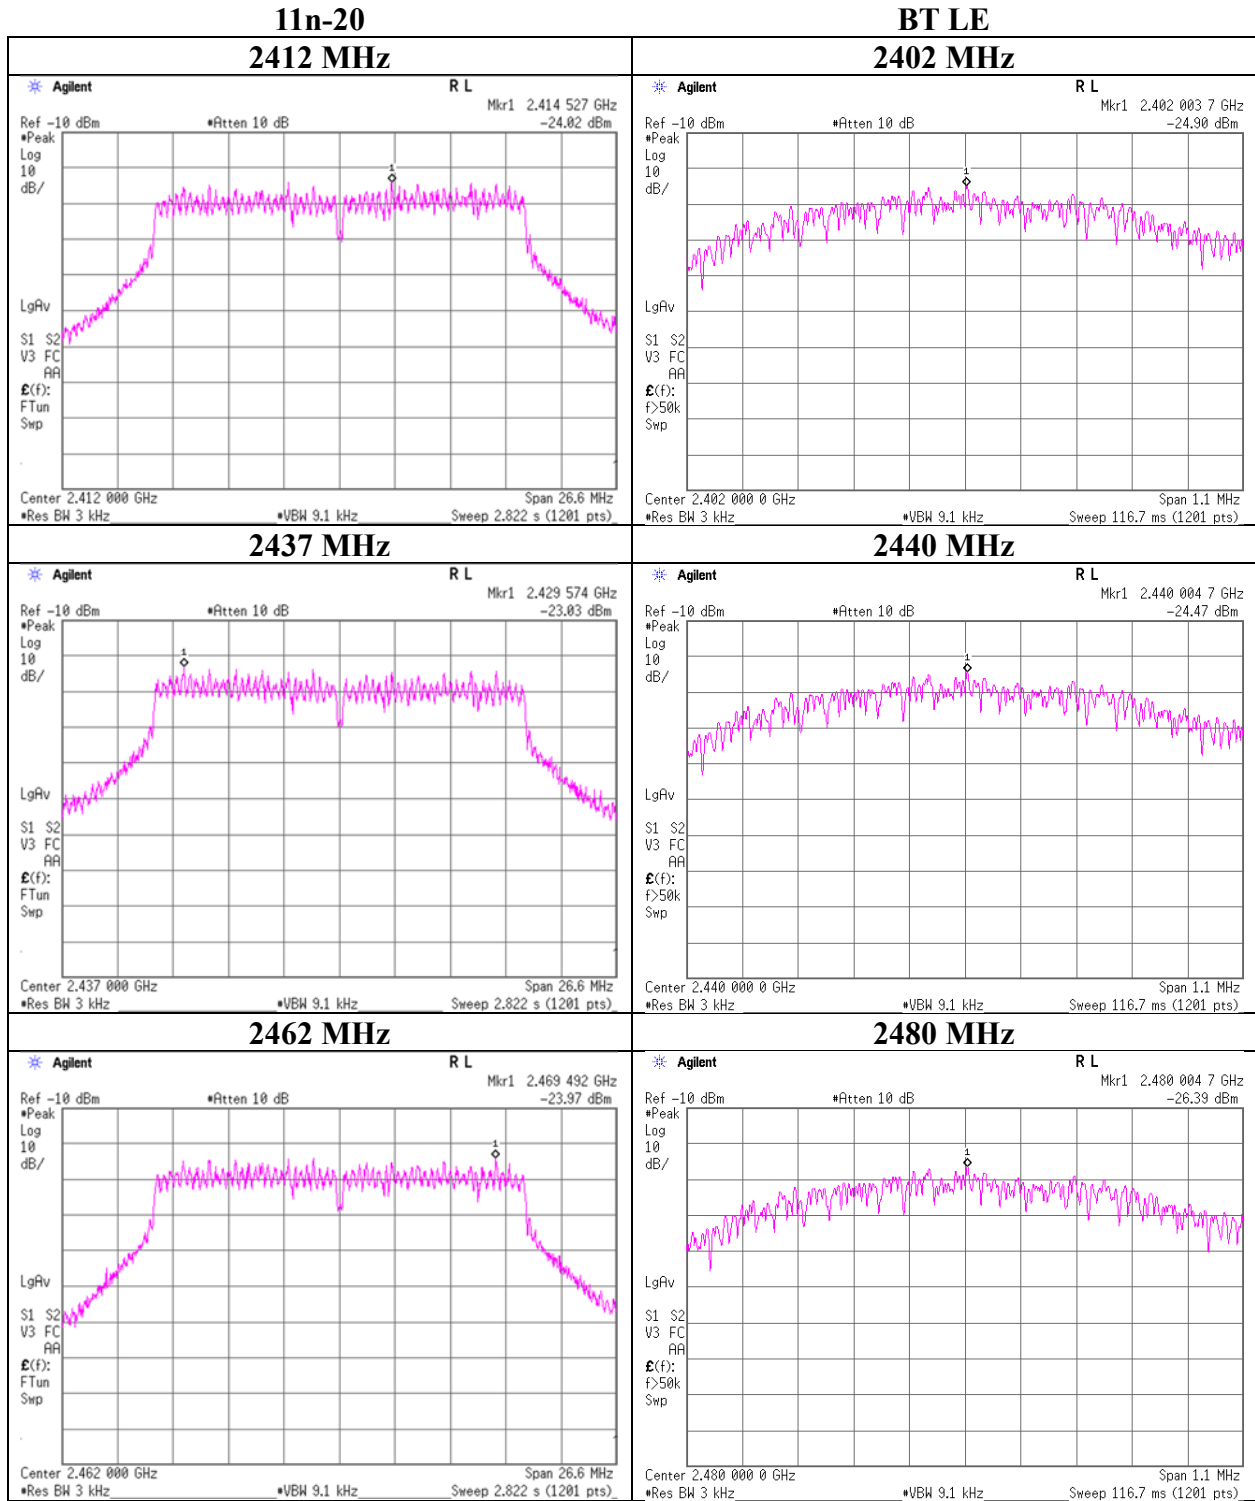 11n-20
BT LE
2412 MHz
2402 MHz
Agilent
R L
Mkr1 2.414 527 GHz
Ref -10 dBm
#Atten 10 dB
-24.02 dBm
#Peak
Log
10
dB/
1
LgAv
S1 S2
V3 FC
AA
£(f):
FTun
Swp
Center 2.412 000 GHz
Span 26.6 MHz
#Res BW 3 kHz
#VBW 9.1 kHz
Sweep 2.822 s (1201 pts)
Agilent
R L
Mkr1 2.402 003 7 GHz
Ref -10 dBm
#Atten 10 dB
-24.90 dBm
#Peak
Log
10
dB/
1
LgAv
S1 S2
V3 FC
AA
£(f):
f>50k
Swp
Center 2.402 000 0 GHz
Span 1.1 MHz
#Res BW 3 kHz
#VBW 9.1 kHz
Sweep 116.7 ms (1201 pts)
2437 MHz
2440 MHz
Agilent
R L
Mkr1 2.429 574 GHz
Ref -10 dBm
#Atten 10 dB
-23.03 dBm
#Peak
Log
10
dB/
1
LgAv
S1 S2
V3 FC
AA
£(f):
FTun
Swp
Center 2.437 000 GHz
Span 26.6 MHz
#Res BW 3 kHz
#VBW 9.1 kHz
Sweep 2.822 s (1201 pts)
Agilent
R L
Mkr1 2.440 004 7 GHz
Ref -10 dBm
#Atten 10 dB
-24.47 dBm
#Peak
Log
10
dB/
1
LgAv
S1 S2
V3 FC
AA
£(f):
f>50k
Swp
Center 2.440 000 0 GHz
Span 1.1 MHz
#Res BW 3 kHz
#VBW 9.1 kHz
Sweep 116.7 ms (1201 pts)
2462 MHz
2480 MHz
Agilent
R L
Mkr1 2.469 492 GHz
Ref -10 dBm
#Atten 10 dB
-23.97 dBm
#Peak
Log
10
dB/
1
LgAv
S1 S2
V3 FC
AA
£(f):
FTun
Swp
Center 2.462 000 GHz
Span 26.6 MHz
#Res BW 3 kHz
#VBW 9.1 kHz
Sweep 2.822 s (1201 pts)
Agilent
R L
Mkr1 2.480 004 7 GHz
Ref -10 dBm
#Atten 10 dB
-26.39 dBm
#Peak
Log
10
dB/
1
LgAv
S1 S2
V3 FC
AA
£(f):
f>50k
Swp
Center 2.480 000 0 GHz
Span 1.1 MHz
#Res BW 3 kHz
#VBW 9.1 kHz
Sweep 116.7 ms (1201 pts)